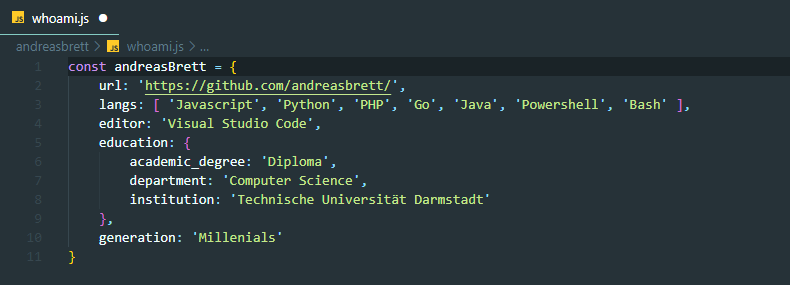 JS whoami.js
andreasbrett > JS whoami.js > ...
1 const andreasBrett = {
2 url: 'https://github.com/andreasbrett/',
3 langs: [ 'Javascript', 'Python', 'PHP', 'Go', 'Java', 'Powershell', 'Bash' ],
4 editor: 'Visual Studio Code',
5 education: {
6 academic_degree: 'Diploma',
7 department: 'Computer Science',
8 institution: 'Technische Universität Darmstadt'
9 },
10 generation: 'Millenials'
11 }